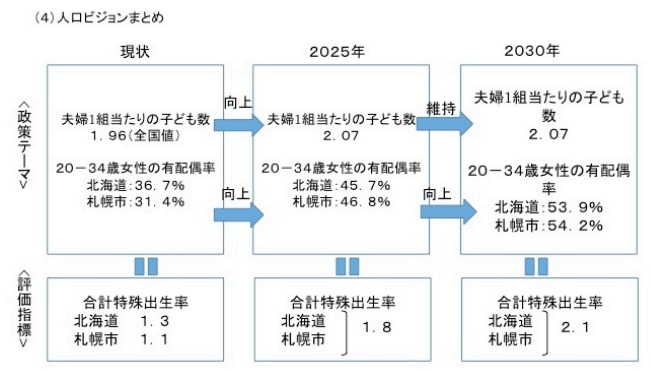 （4）人口ビジョンまとめ
現状
2025年
2030年
＜政策テーマ＞
夫婦1組当たりの子ども数
1．96（全国値）
20－34歳女性の有配偶率
北海道：36．7％
札幌市：31．4％
向上
向上
夫婦1組当たりの子ども数
2．07
20－34歳女性の有配偶率
北海道：45．7％
札幌市：46．8％
維持
向上
夫婦1組当たりの子ども
数
2．07
20－34歳女性の有配偶
率
北海道：53．9％
札幌市：54．2％
＜評価指標＞
合計特殊出生率
北海道　1．3
札幌市　1．1
合計特殊出生率
北海道
札幌市
1．8
合計特殊出生率
北海道
札幌市
2．1